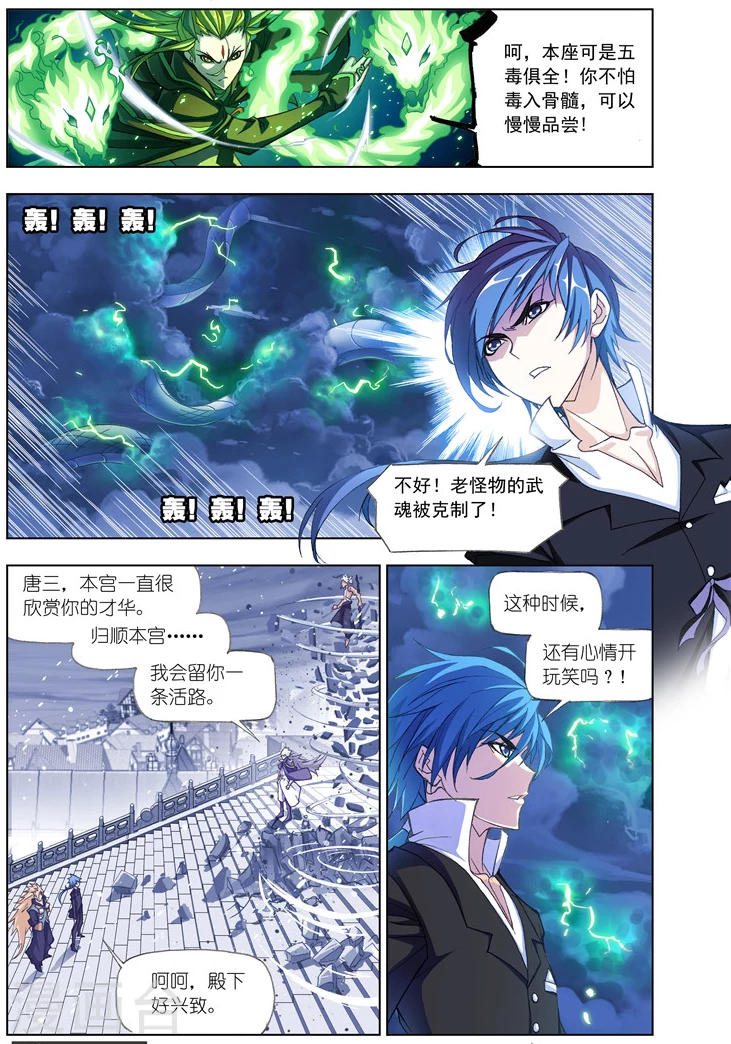 呵，本座可是五
毒俱全！你不怕
毒入骨髓，可以
慢慢品尝！
轰！轰！轰！
不好！老怪物的武
魂被克制了！
轰！轰！轰！
唐三，本宫一直很
欣赏你的才华。
归顺本宫……
我会留你一
条活路。
呵呵，殿下
好兴致。
这种时候，
还有心情开
玩笑吗？！
漫画台